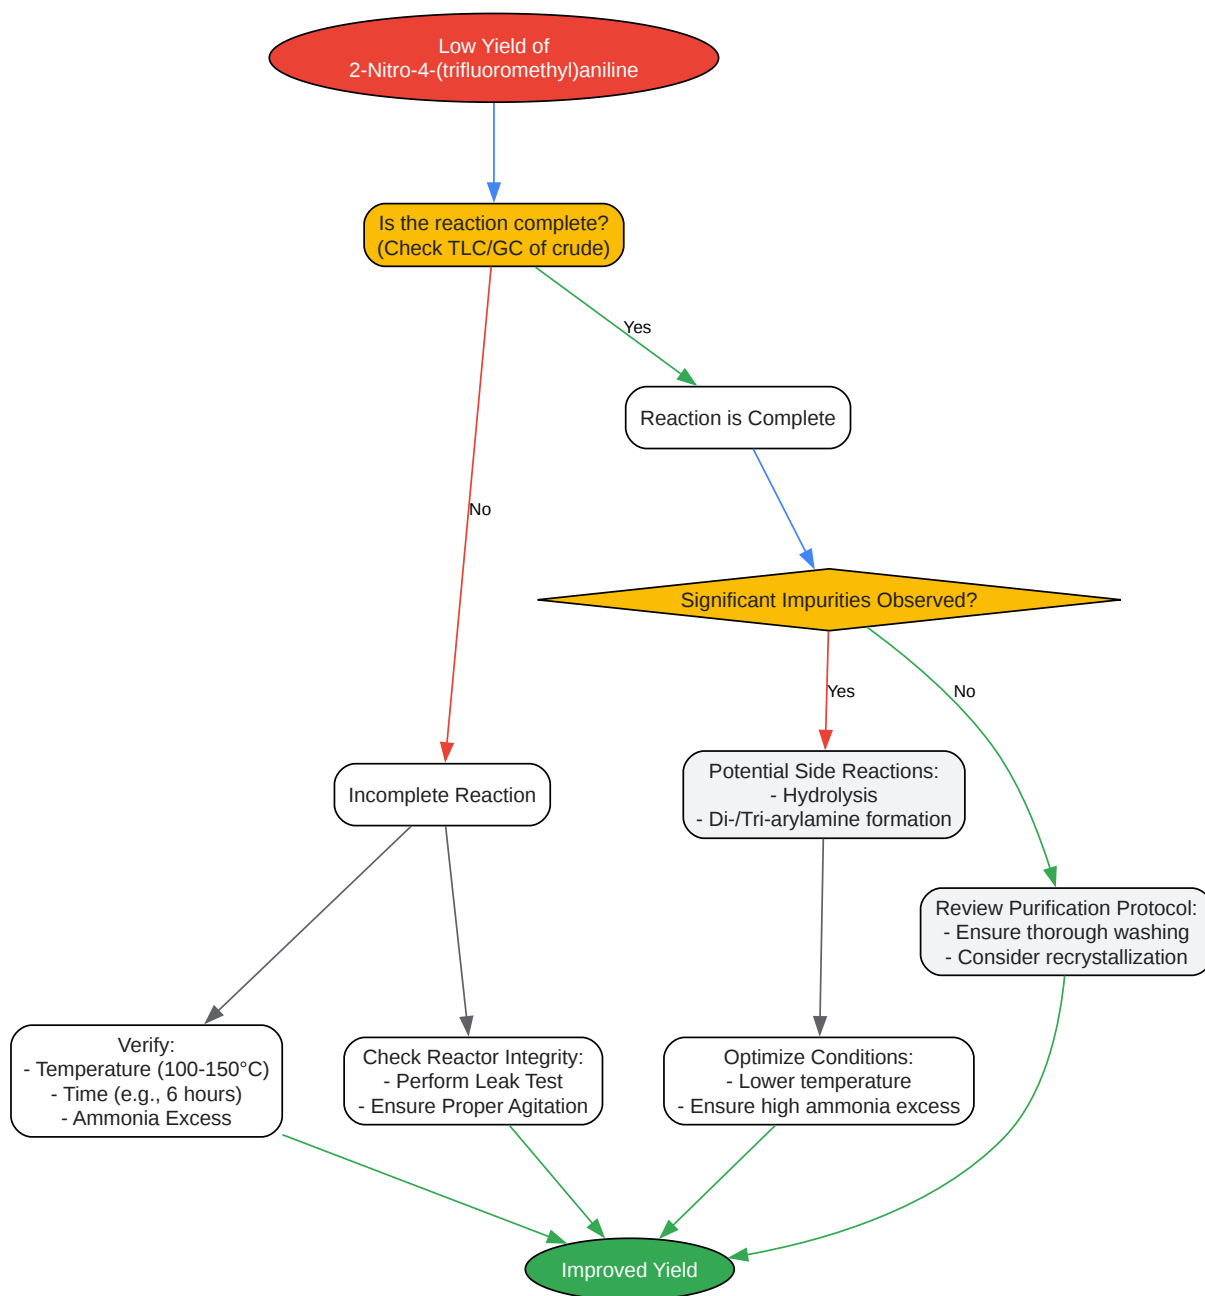 Low Yield of
2-Nitro-4-(trifluoromethyl)aniline
Is the reaction complete?
(Check TLC/GC of crude)
Yes
Reaction is Complete
No
Significant Impurities Observed?
Yes
No
Potential Side Reactions:
- Hydrolysis
- Di-/Tri-arylamine formation
Incomplete Reaction
Review Purification Protocol:
- Ensure thorough washing
- Consider recrystallization
Verify:
- Temperature (100-150°C)
- Time (e.g., 6 hours)
- Ammonia Excess
Check Reactor Integrity:
- Perform Leak Test
- Ensure Proper Agitation
Optimize Conditions:
- Lower temperature
- Ensure high ammonia excess
Improved Yield